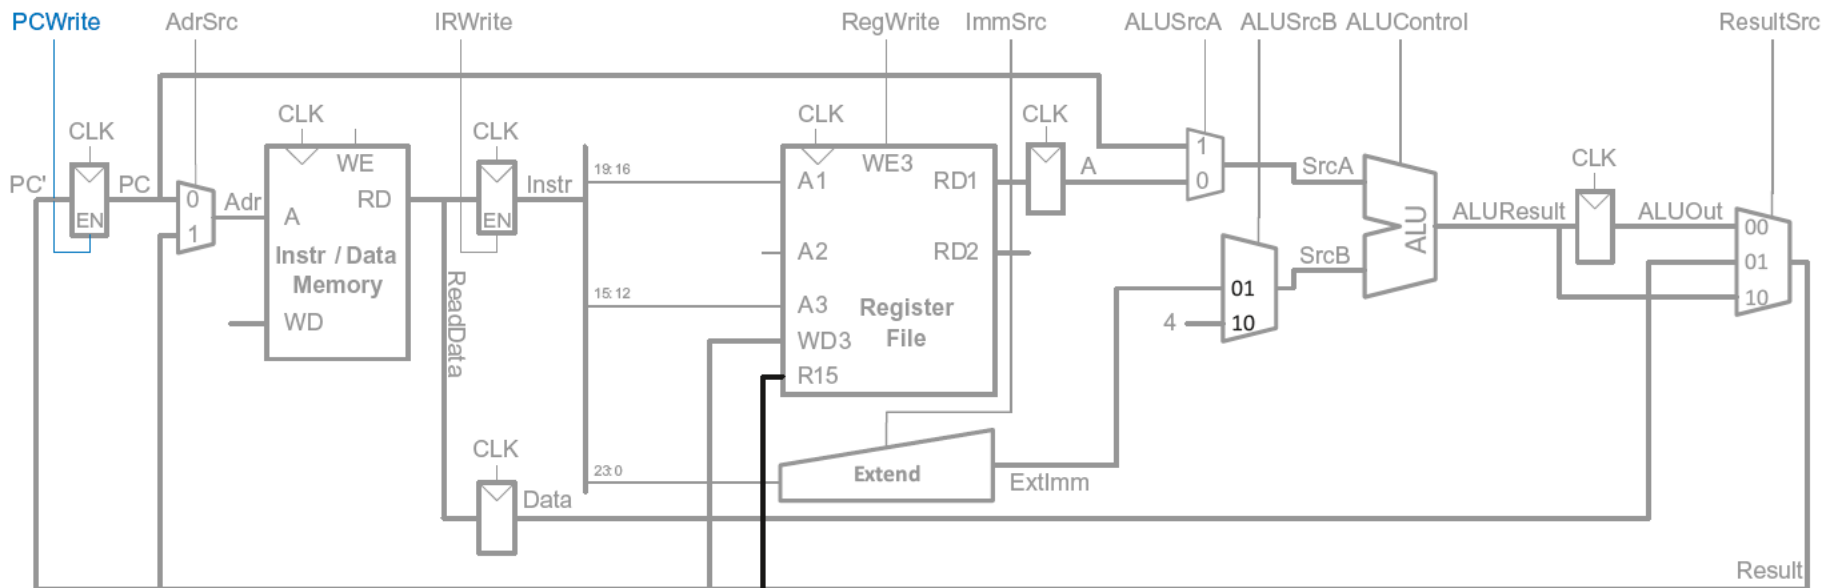 PCWrite AdrSrc IRWrite RegWrite ImmSrc ALUSrcA ALUSrcB ALUControl ResultSrc
CLK CLK CLK CLK CLK CLK
PC' EN PC
0 1 Adr
A WE RD
Instr / Data
Memory
WD
EN Instr
ReadData
CLK Data
19:16
15:12
23:0
A1 WE3 RD1
A2 RD2
A3 Register
File
WD3
R15
Extend
ExtImm
A
1
0
SrcA
4
01
10
SrcB
ALU
ALUResult
ALUOut
00
01
10
Result